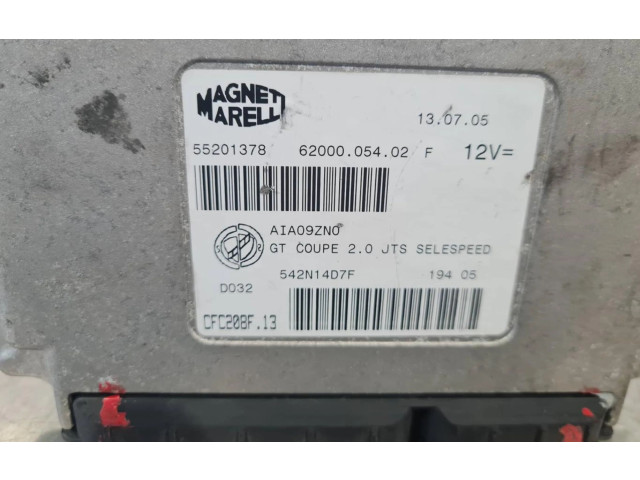 MAGNETI
MARELLI
13.07.05
55201378 62000.054.02 F 12V=
AIA09ZN0
GT COUPE 2.0 JTS SELESPEED
542N14D7F 194 05
D032
CFC208F.13